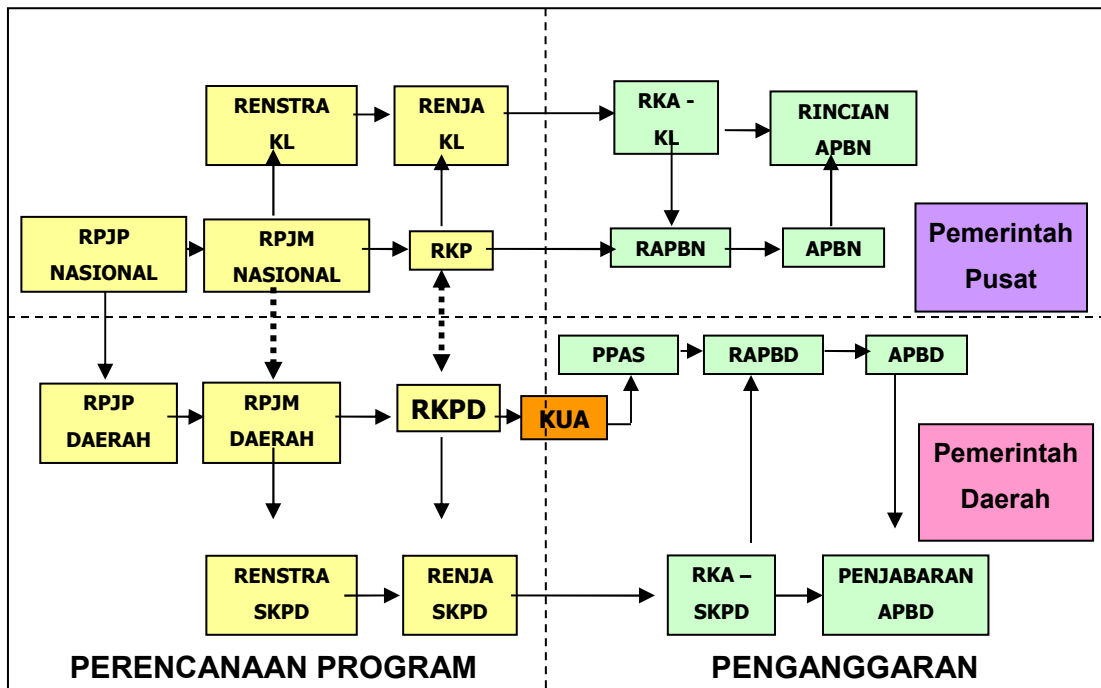 RENSTRA
KL
RENJA
KL
RKA -
KL
RINCIAN
APBN
RPJP
NASIONAL
RPJM
NASIONAL
RKP
RAPBN
APBN
Pemerintah
Pusat
PPAS
RAPBD
APBD
RPJP
DAERAH
RPJM
DAERAH
RKPD
KUA
Pemerintah
Daerah
RENSTRA
SKPD
RENJA
SKPD
RKA –
SKPD
PENJABARAN
APBD
PERENCANAAN PROGRAM
PENGANGGARAN